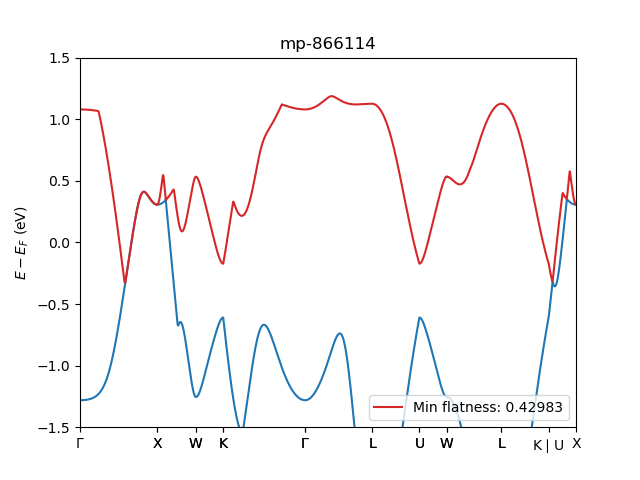 mp-866114
E − E_F (eV)
1.5
1.0
0.5
0.0
−0.5
−1.0
−1.5
Min flatness: 0.42983
Γ X W K Γ L U W L K | U X